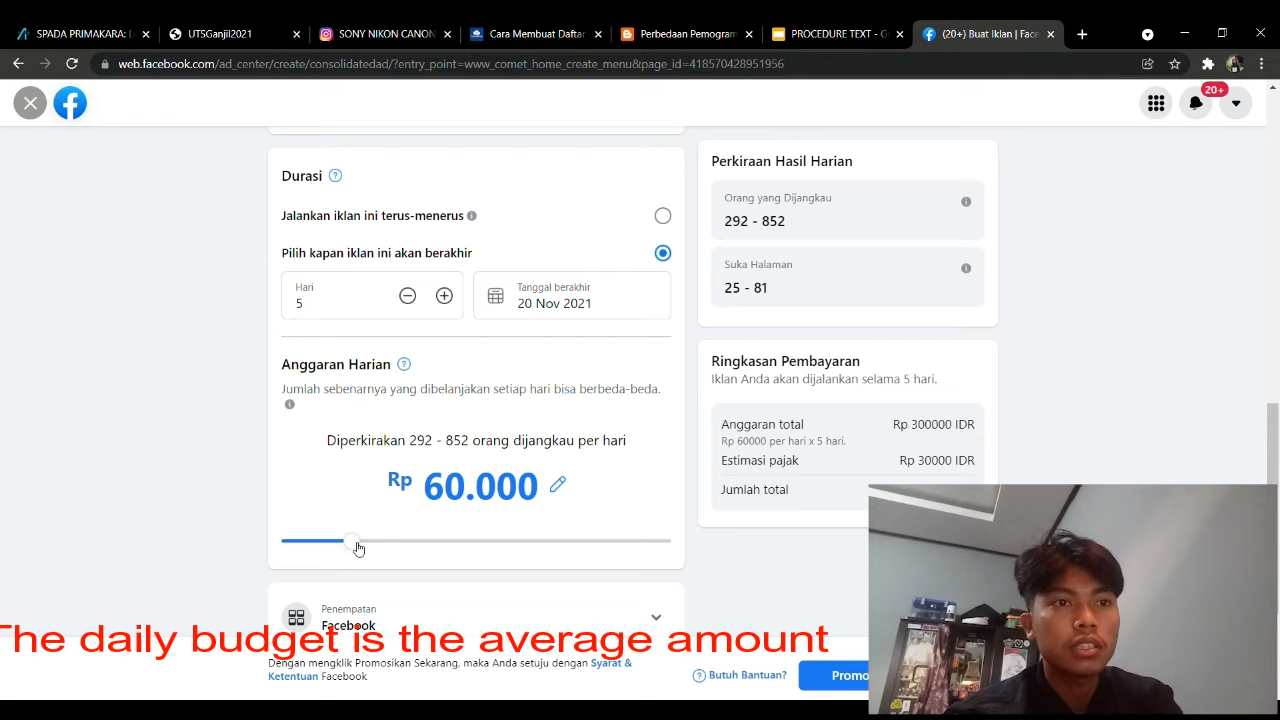 SPADA PRIMAKARA: L
UTSGanjil2021
SONY NIKON CANON
Cara Membuat Daftar
Perbedaan Pemogram
PROCEDURE TEXT - G
(20+) Buat Iklan | Face
web.facebook.com/ad_center/create/consolidatedad/?entry_point=www_comet_home_create_menu&page_id=418570428951956
20+
Durasi
Jalankan iklan ini terus-menerus
Pilih kapan iklan ini akan berakhir
Hari
5
Tanggal berakhir
20 Nov 2021
Anggaran Harian
Jumlah sebenarnya yang dibelanjakan setiap hari bisa berbeda-beda.
Diperkirakan 292 - 852 orang dijangkau per hari
Rp 60.000
Penempatan
Facebook
Dengan mengklik Promosikan Sekarang, maka Anda setuju dengan Syarat &
Ketentuan Facebook
Butuh Bantuan?
Promo
Perkiraan Hasil Harian
Orang yang Dijangkau
292 - 852
Suka Halaman
25 - 81
Ringkasan Pembayaran
Iklan Anda akan dijalankan selama 5 hari.
Anggaran total Rp 300000 IDR
Rp 60000 per hari x 5 hari.
Estimasi pajak Rp 30000 IDR
Jumlah total
The daily budget is the average amount